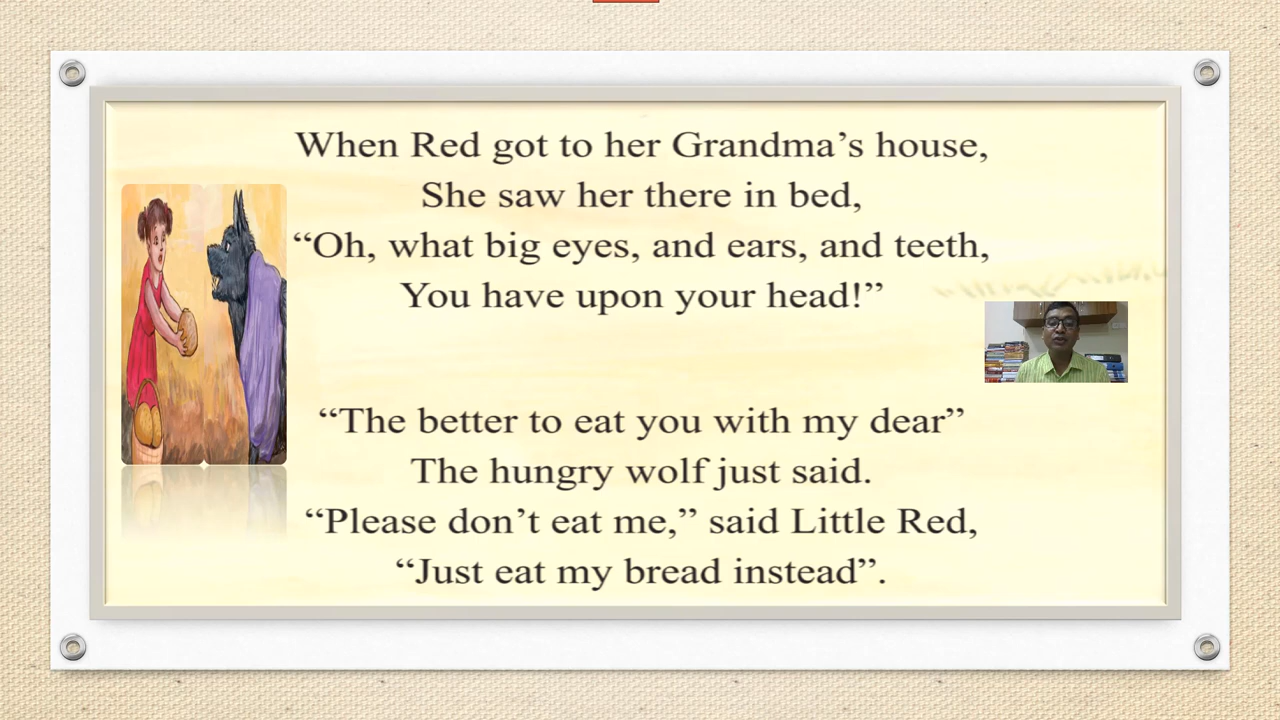 When Red got to her Grandma’s house,
She saw her there in bed,
“Oh, what big eyes, and ears, and teeth,
You have upon your head!”
“The better to eat you with my dear”
The hungry wolf just said.
“Please don’t eat me,” said Little Red,
“Just eat my bread instead”.